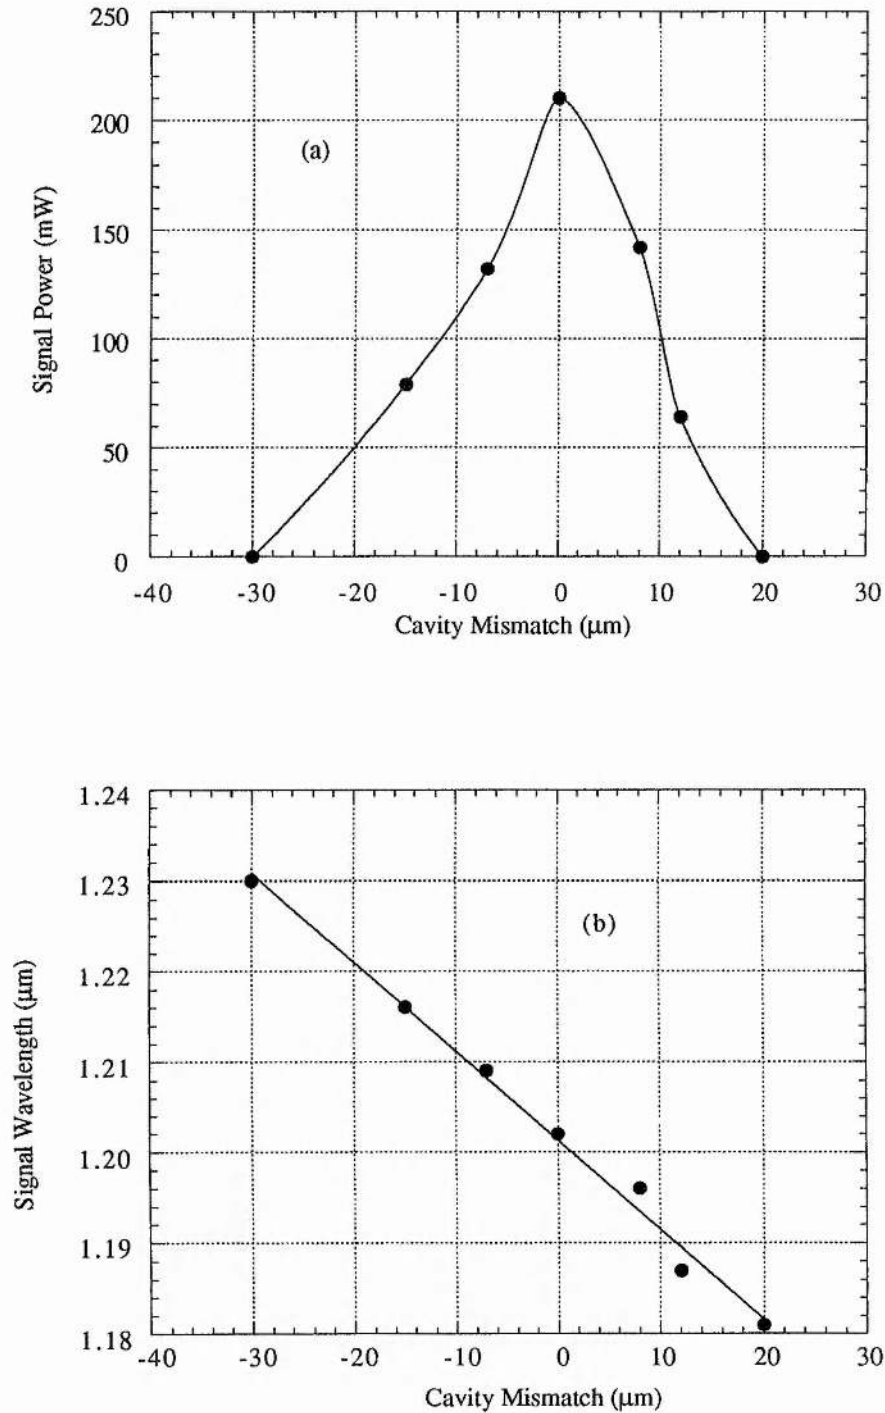 250
200
150
100
50
0
Signal Power (mW)
(a)
-40 -30 -20 -10 0 10 20 30
Cavity Mismatch (μm)
1.24
1.23
1.22
1.21
1.20
1.19
1.18
Signal Wavelength (μm)
(b)
-40 -30 -20 -10 0 10 20 30
Cavity Mismatch (μm)